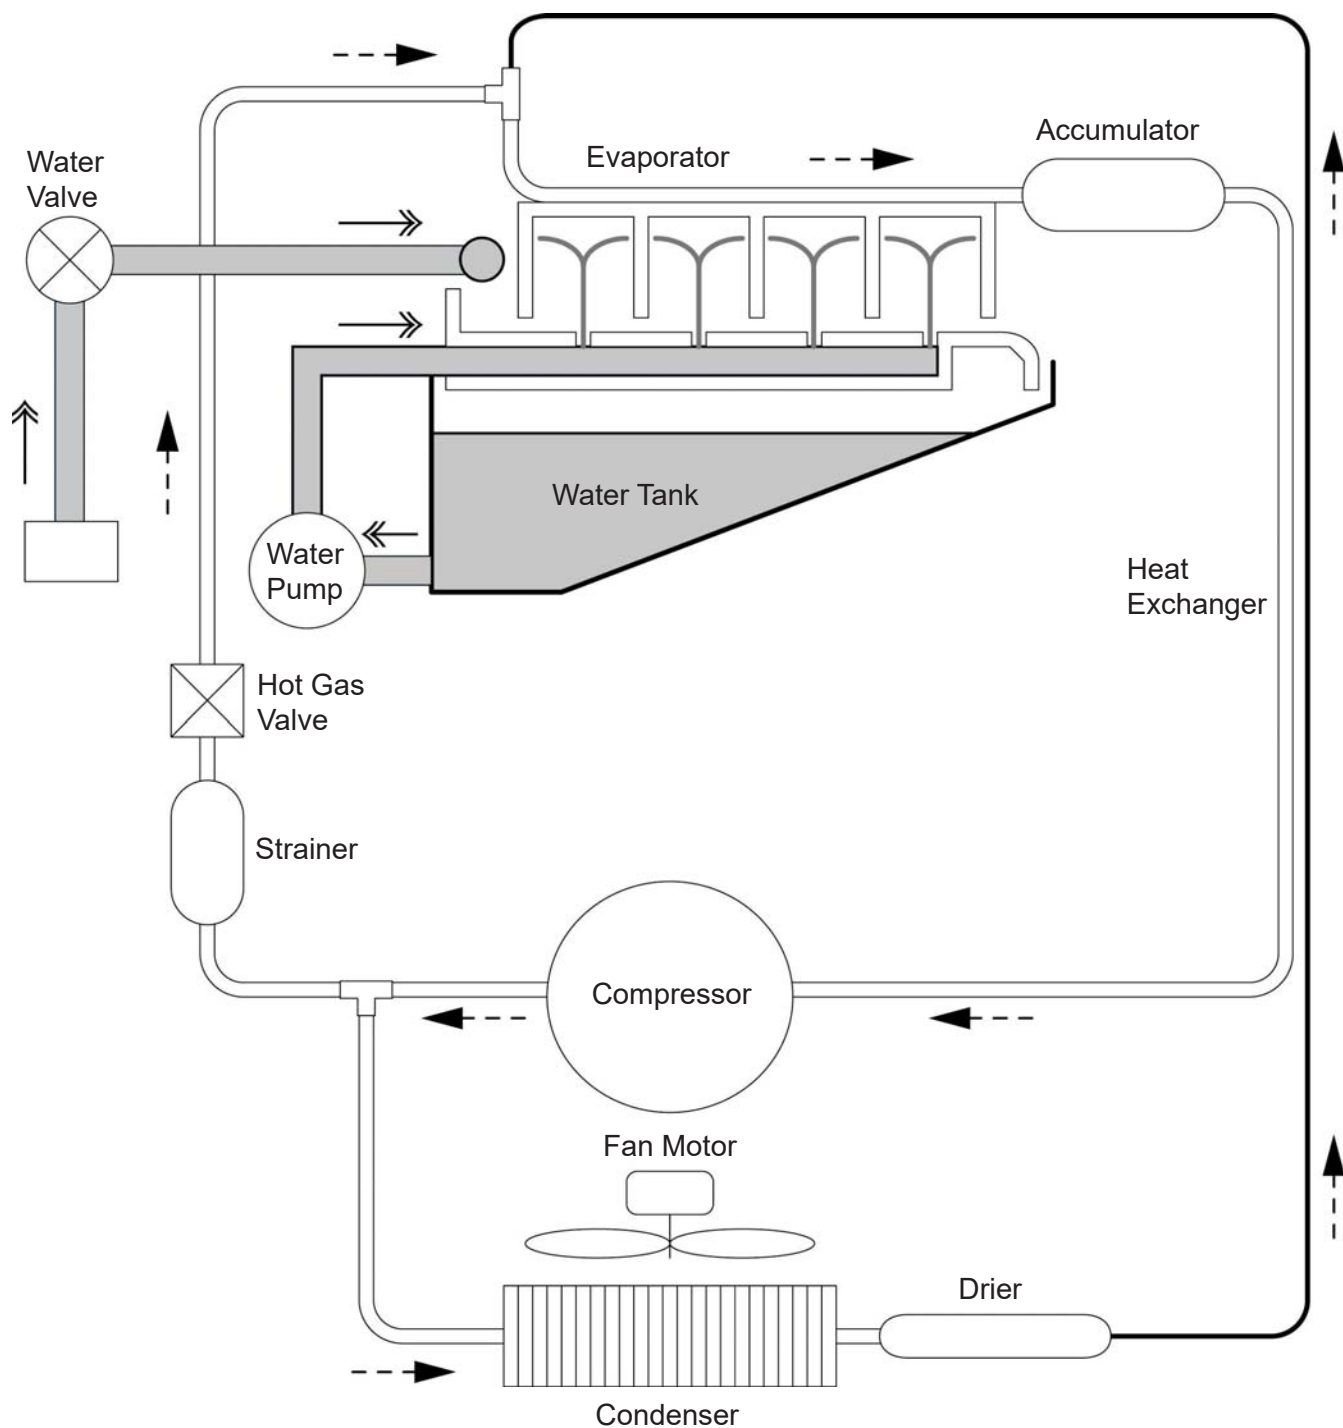 Accumulator
Evaporator
Water
Valve
Water Tank
Water
Pump
Heat
Exchanger
Hot Gas
Valve
Strainer
Compressor
Fan Motor
Drier
Condenser